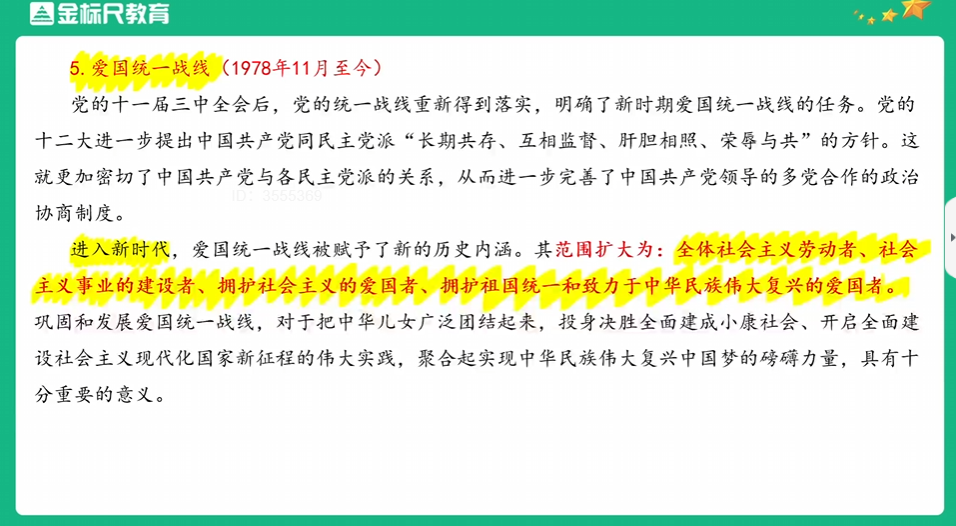 金标尺教育
5. 爱国统一战线（1978年11月至今）
党的十一届三中全会后，党的统一战线重新得到落实，明确了新时期爱国统一战线的任务。党的
十二大进一步提出中国共产党同民主党派“长期共存、互相监督、肝胆相照、荣辱与共”的方针。这
就更加密切了中国共产党与各民主党派的关系，从而进一步完善了中国共产党领导的多党合作的政治
协商制度。
ID：3555369
进入新时代，爱国统一战线被赋予了新的历史内涵。其范围扩大为：全体社会主义劳动者、社会
主义事业的建设者、拥护社会主义的爱国者、拥护祖国统一和致力于中华民族伟大复兴的爱国者。
巩固和发展爱国统一战线，对于把中华儿女广泛团结起来，投身决胜全面建成小康社会、开启全面建
设社会主义现代化国家新征程的伟大实践，聚合起实现中华民族伟大复兴中国梦的磅礴力量，具有十
分重要的意义。